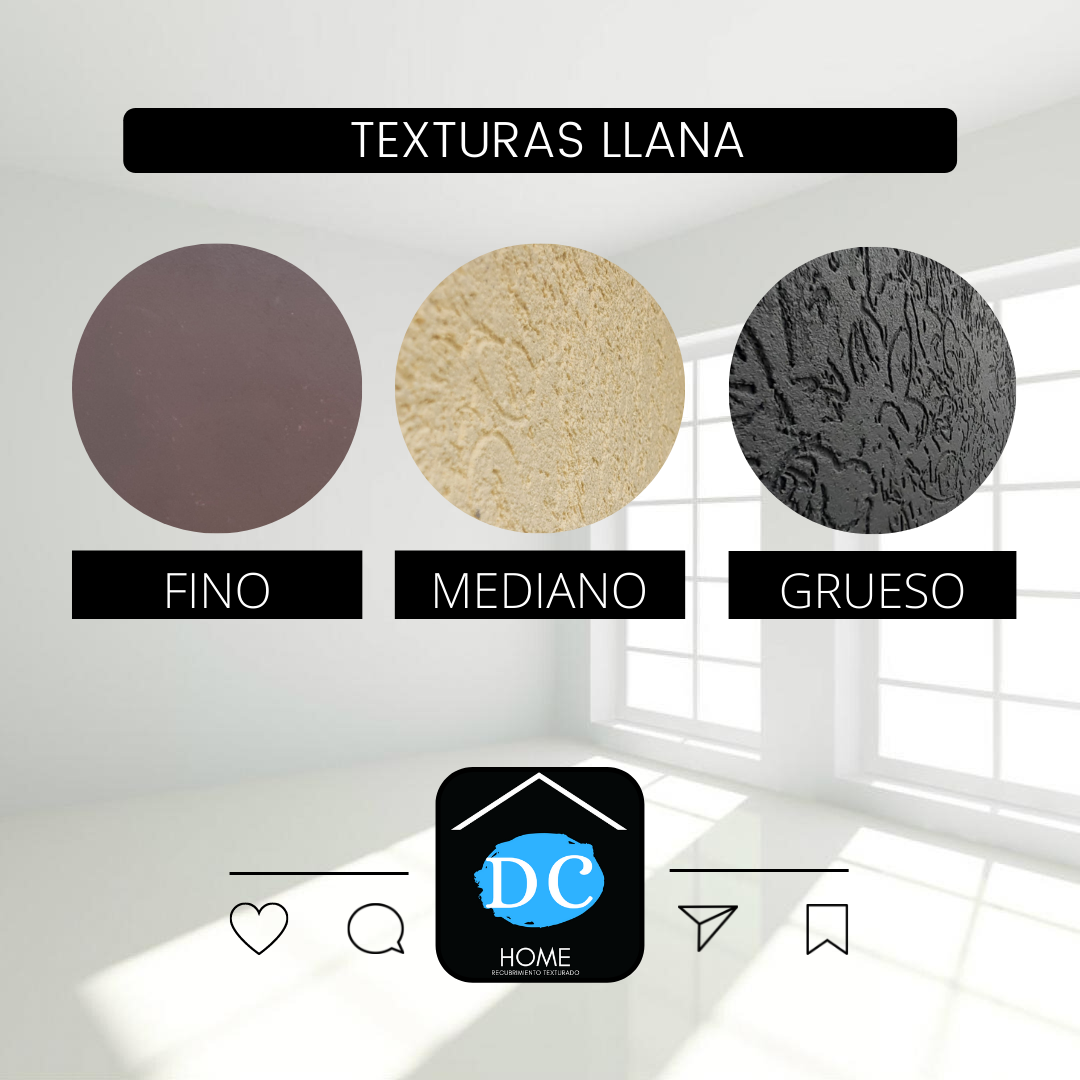 TEXTURAS LLANA
FINO
MEDIANO
GRUESO
DC
HOME
RECUBRIMIENTO TEXTURADO